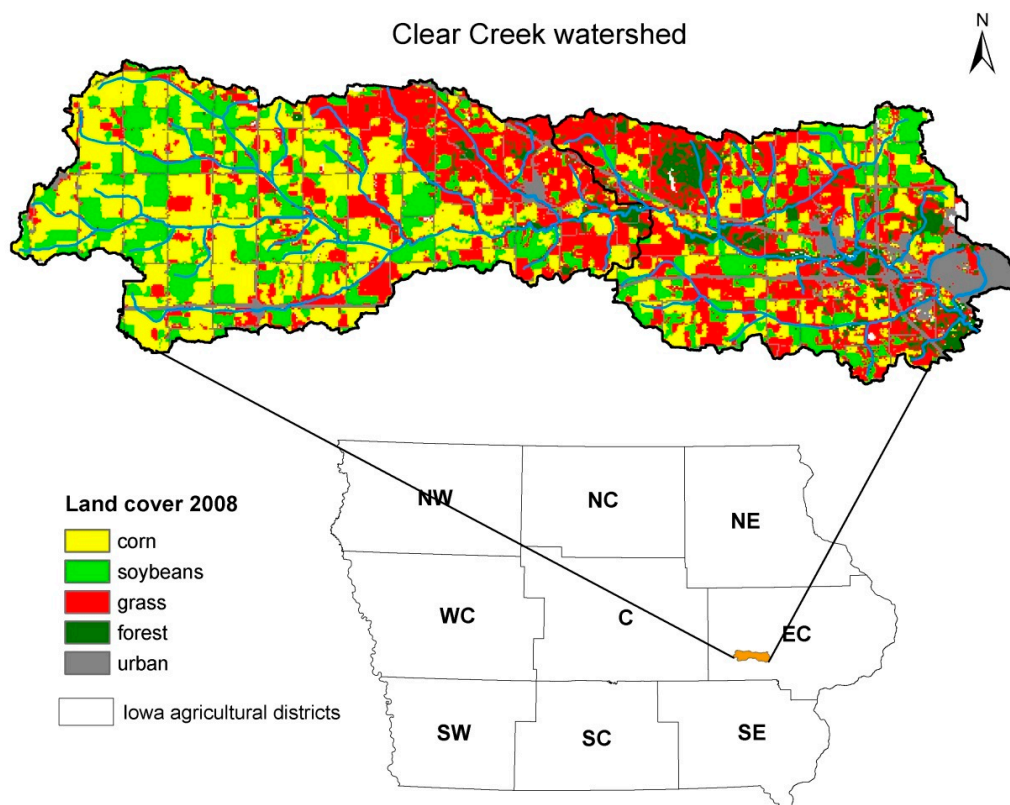 Clear Creek watershed
N
Land cover 2008
corn
soybeans
grass
forest
urban
Iowa agricultural districts
NW
NC
NE
WC
C
EC
SW
SC
SE